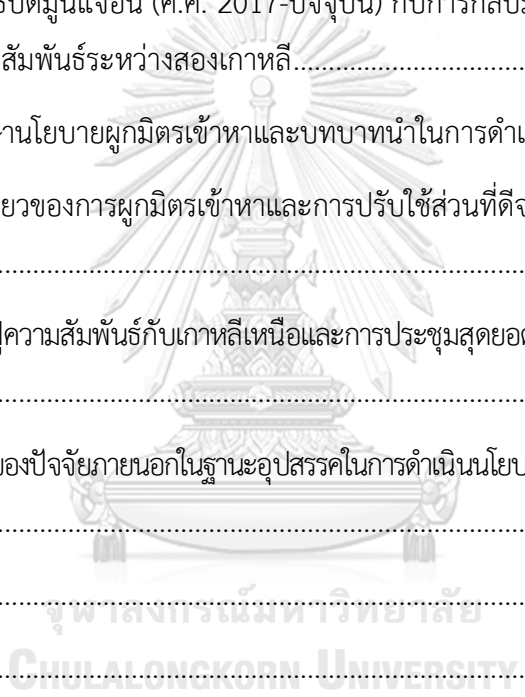 ธิบดีมูนแจอิน (ค.ศ. 2017-ปัจจุบัน) กับการกลับ
สัมพันธ์ระหว่างสองเกาหลี........................................
านโยบายผูกมิตรเข้าหาและบทบาทนำในการดำเ
ยวของการผูกมิตรเข้าหาและการปรับใช้ส่วนที่ดีจ
................................................................................
ฟูความสัมพันธ์กับเกาหลีเหนือและการประชุมสุดยอด
................................................................................
ของปัจจัยภายนอกในฐานะอุปสรรคในการดำเนินนโยบ
................................................................................
................................................................................
จุฬาลงกรณ์มหาวิทยาลัย
................................................................................
CHULALONGKORN UNIVERSITY